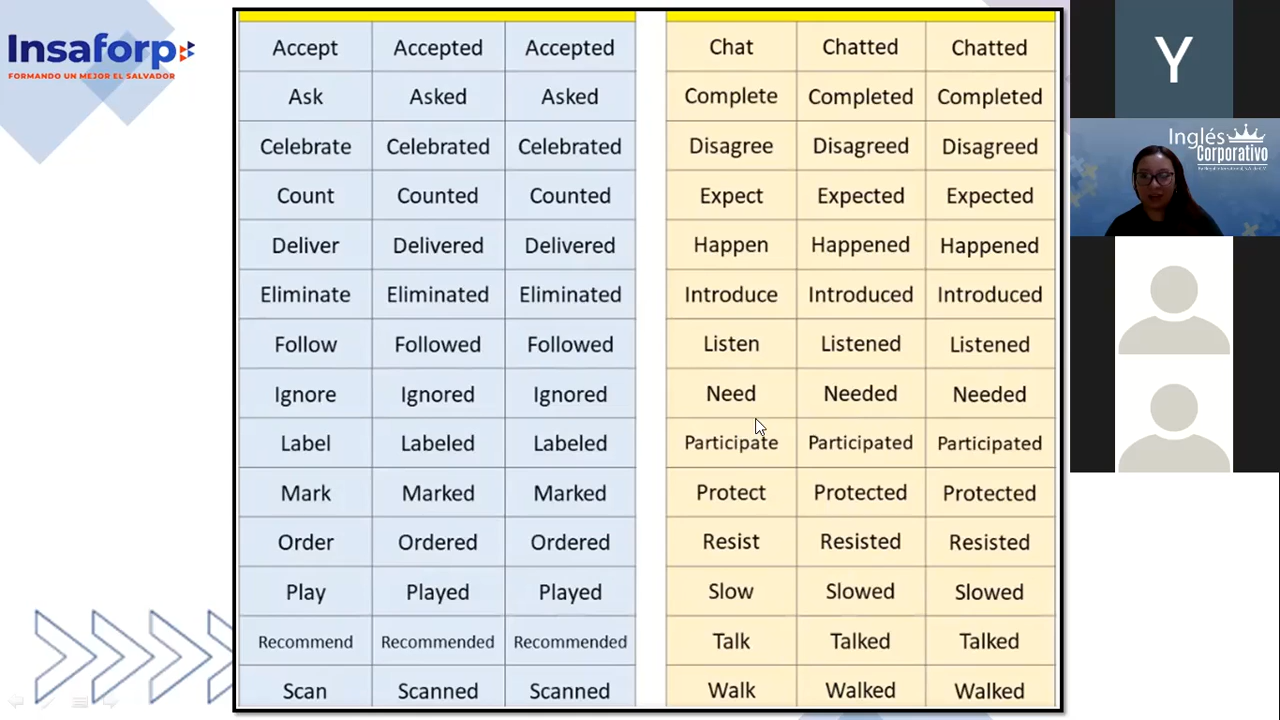 Insaforp
FORMANDO UN MEJOR EL SALVADOR
Accept Accepted Accepted
Ask Asked Asked
Celebrate Celebrated Celebrated
Count Counted Counted
Deliver Delivered Delivered
Eliminate Eliminated Eliminated
Follow Followed Followed
Ignore Ignored Ignored
Label Labeled Labeled
Mark Marked Marked
Order Ordered Ordered
Play Played Played
Recommend Recommended Recommended
Scan Scanned Scanned
Chat Chatted Chatted
Complete Completed Completed
Disagree Disagreed Disagreed
Expect Expected Expected
Happen Happened Happened
Introduce Introduced Introduced
Listen Listened Listened
Need Needed Needed
Participate Participated Participated
Protect Protected Protected
Resist Resisted Resisted
Slow Slowed Slowed
Talk Talked Talked
Walk Walked Walked
Y
Inglés
Corporativo